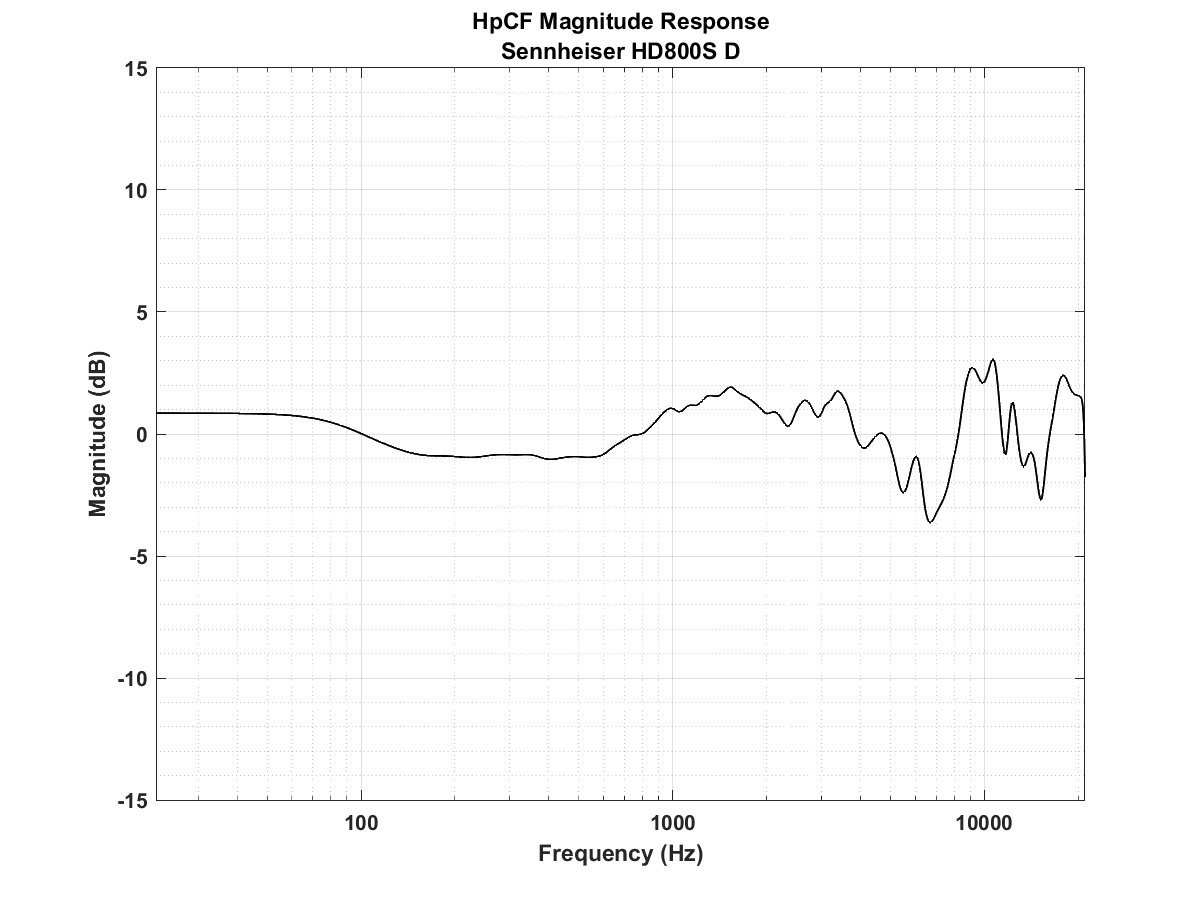 HpCF Magnitude Response
Sennheiser HD800S D
15
10
5
0
-5
-10
-15
Magnitude (dB)
100
1000
10000
Frequency (Hz)